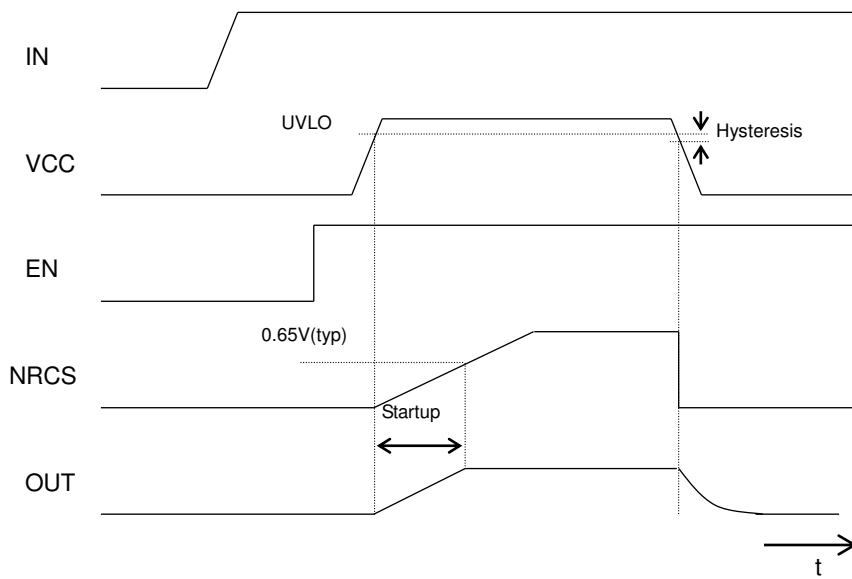 IN
UVLO
Hysteresis
VCC
EN
0.65V(typ)
NRCS
Startup
OUT
t